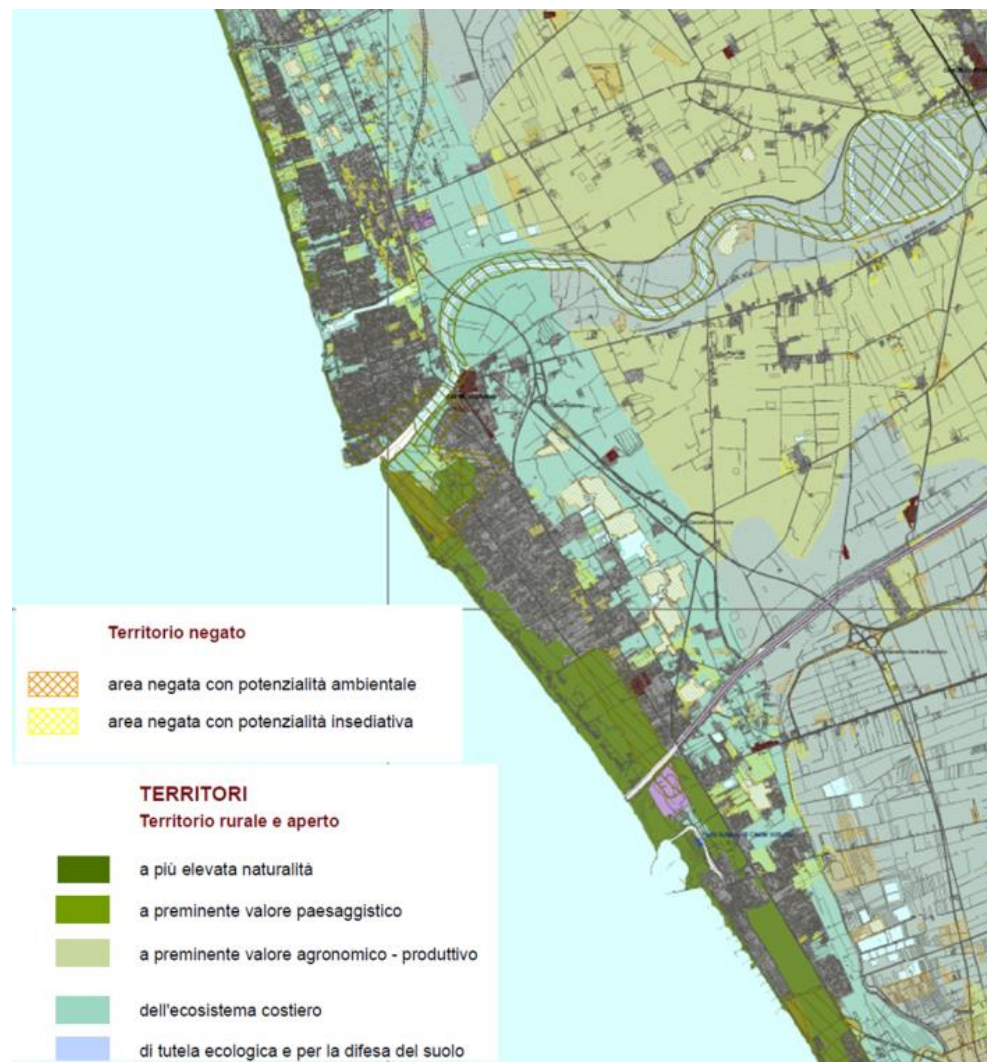 Territorio negato
area negata con potenzialità ambientale
area negata con potenzialità insediativa
TERRITORI
Territorio rurale e aperto
a più elevata naturalità
a preminente valore paesaggistico
a preminente valore agronomico - produttivo
dell'ecosistema costiero
di tutela ecologica e per la difesa del suolo